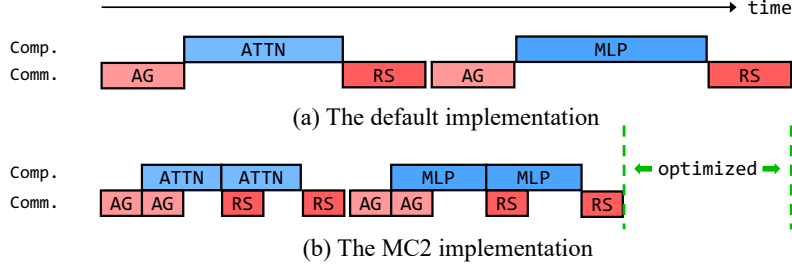 time
Comp. ATTN MLP
Comm. AG RS AG RS
(a) The default implementation
Comp. ATTN ATTN MLP MLP optimized
Comm. AG AG RS RS AG AG RS RS
(b) The MC2 implementation